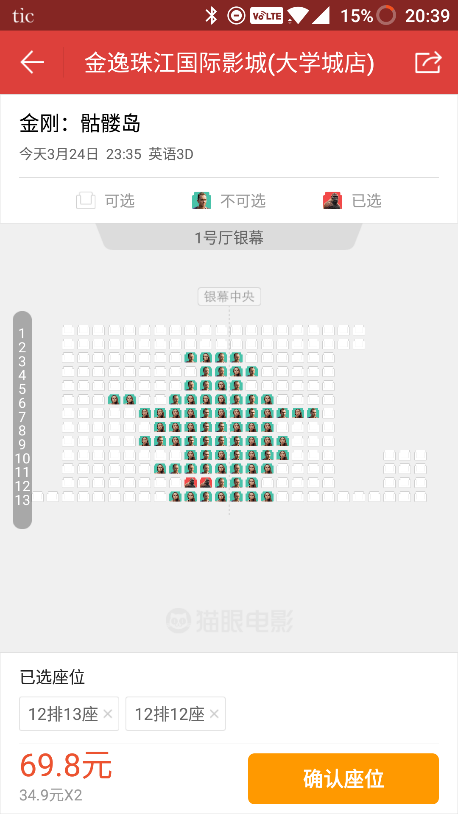 tic
VoLTE
15%
20:39
金逸珠江国际影城(大学城店)
金刚：骷髅岛
今天3月24日 23:35 英语3D
可选
不可选
已选
1号厅银幕
银幕中央
1
2
3
4
5
6
7
8
9
10
11
12
13
猫眼电影
已选座位
12排13座×
12排12座×
69.8元
34.9元X2
确认座位